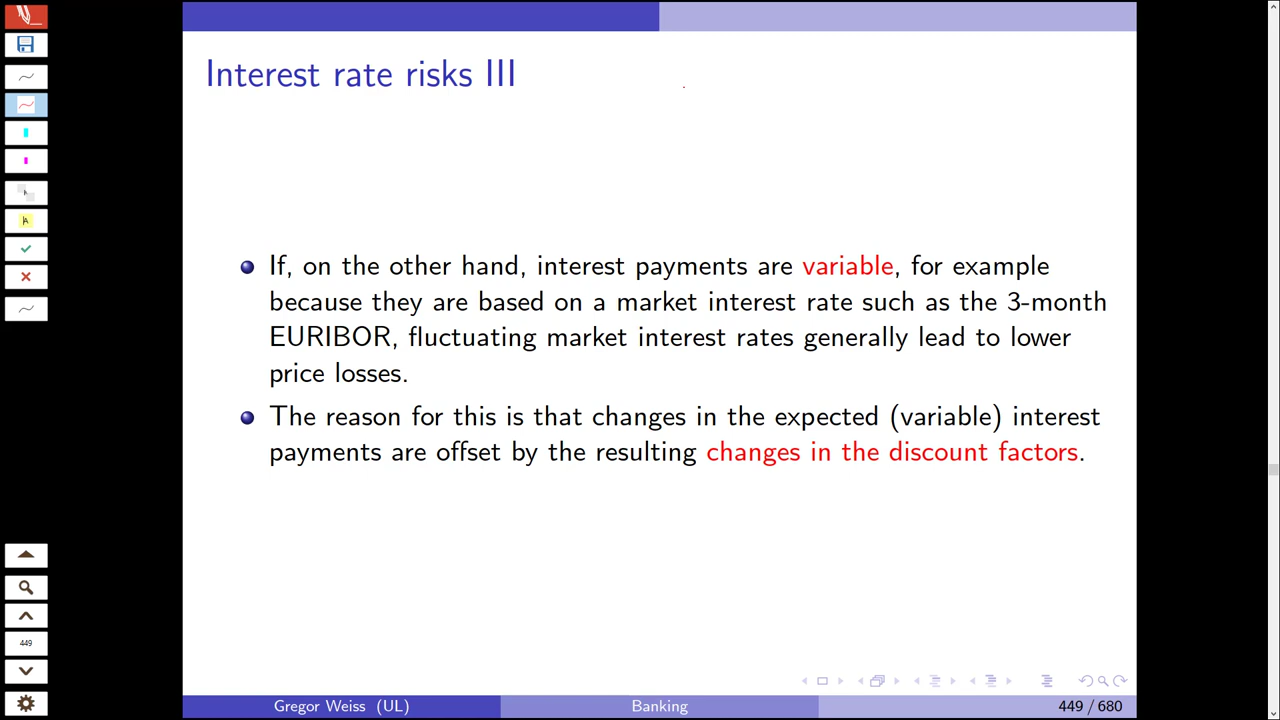 Interest rate risks III
If, on the other hand, interest payments are variable, for example
because they are based on a market interest rate such as the 3-month
EURIBOR, fluctuating market interest rates generally lead to lower
price losses.
The reason for this is that changes in the expected (variable) interest
payments are offset by the resulting changes in the discount factors.
449
Gregor Weiss (UL) Banking 449 / 680